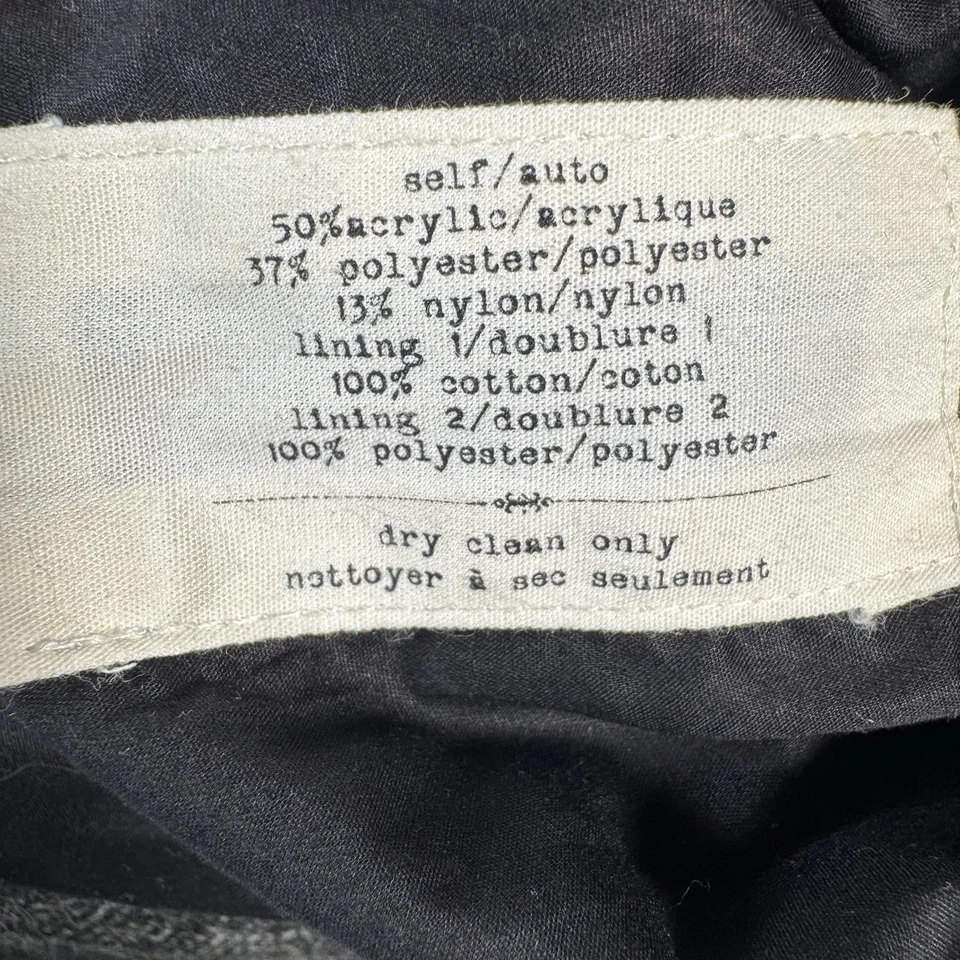 self/auto
50%acrylic/acrylique
37% polyester/polyester
13% nylon/nylon
lining 1/doublure 1
100% cotton/coton
lining 2/doublure 2
100% polyester/polyester
dry clean only
nettoyer à sec seulement